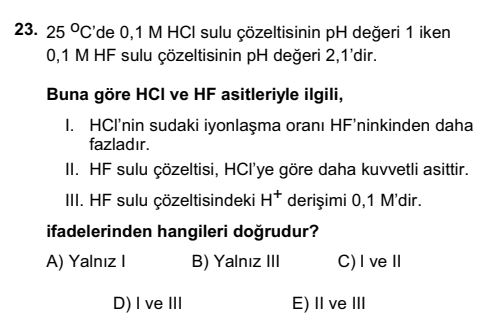 23. 25 °C'de 0,1 M HCl sulu çözeltisinin pH değeri 1 iken
0,1 M HF sulu çözeltisinin pH değeri 2,1'dir.
Buna göre HCl ve HF asitleriyle ilgili,
I. HCl'nin sudaki iyonlaşma oranı HF'ninkinden daha
fazladır.
II. HF sulu çözeltisi, HCl'ye göre daha kuvvetli asittir.
III. HF sulu çözeltisindeki H⁺ derişimi 0,1 M'dir.
ifadelerinden hangileri doğrudur?
A) Yalnız I B) Yalnız III C) I ve II
D) I ve III E) II ve III